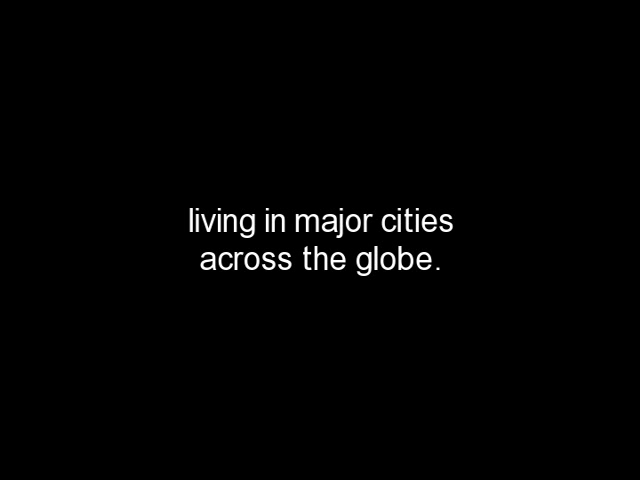 living in major cities
across the globe.